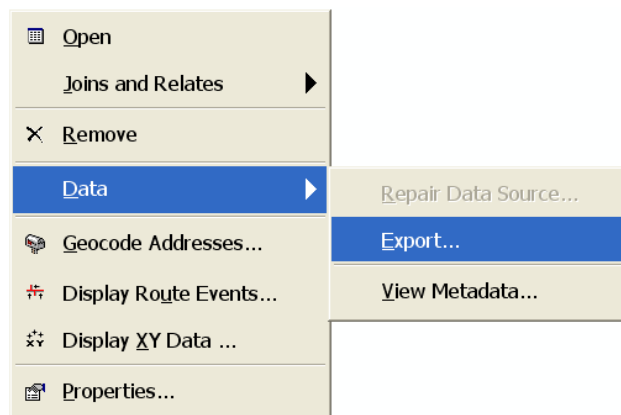 Open
Joins and Relates
Remove
Data
Repair Data Source...
Export...
View Metadata...
Geocode Addresses...
Display Route Events...
Display XY Data ...
Properties...